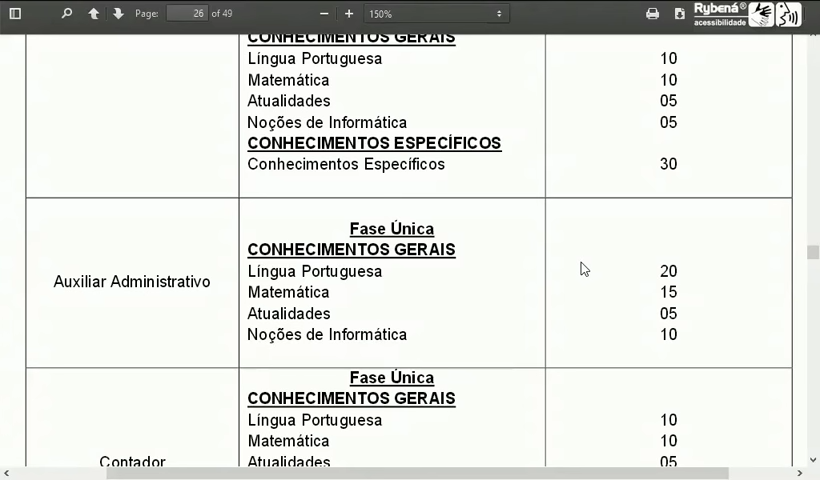 Page: 26 of 49 150% Rybená® acessibilidade
CONHECIMENTOS GERAIS
Língua Portuguesa 10
Matemática 10
Atualidades 05
Noções de Informática 05
CONHECIMENTOS ESPECÍFICOS
Conhecimentos Específicos 30
Fase Única
CONHECIMENTOS GERAIS
Auxiliar Administrativo
Língua Portuguesa 20
Matemática 15
Atualidades 05
Noções de Informática 10
Fase Única
CONHECIMENTOS GERAIS
Língua Portuguesa 10
Matemática 10
Contador
Atualidades 05